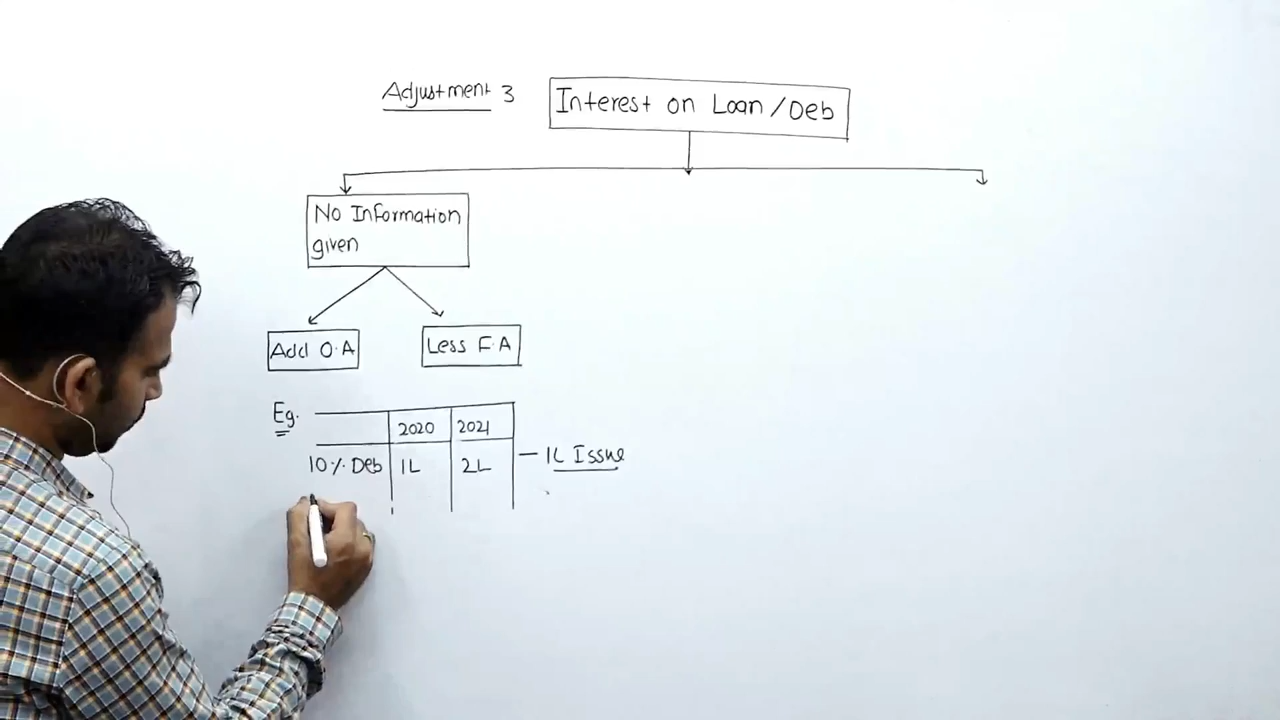 Adjustment 3
Interest on Loan/Deb
No Information
given
Add O.A
Less F.A
Eg.
2020 2021
10% Deb 1L 2L — 1L Issue